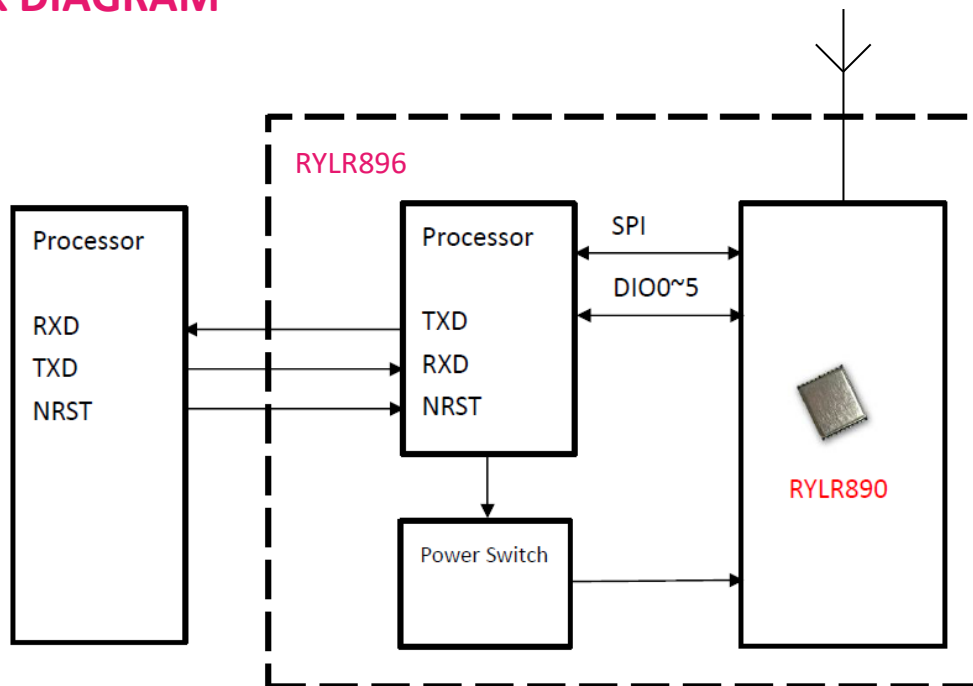 DIAGRAM
RYLR896
Processor
RXD
TXD
NRST
Processor
TXD
RXD
NRST
SPI
DIO0~5
Power Switch
RYLR890